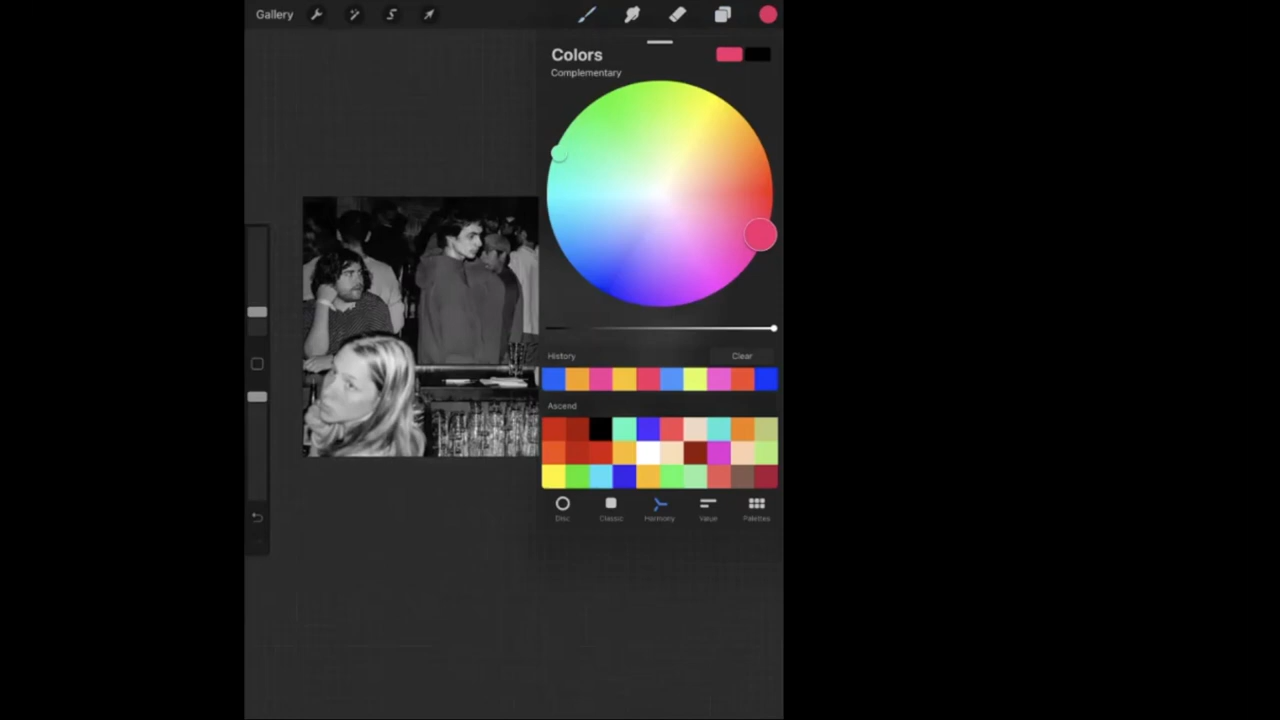 Gallery
Colors
Complementary
History Clear
Ascend
Disc Classic Harmony Value Palettes